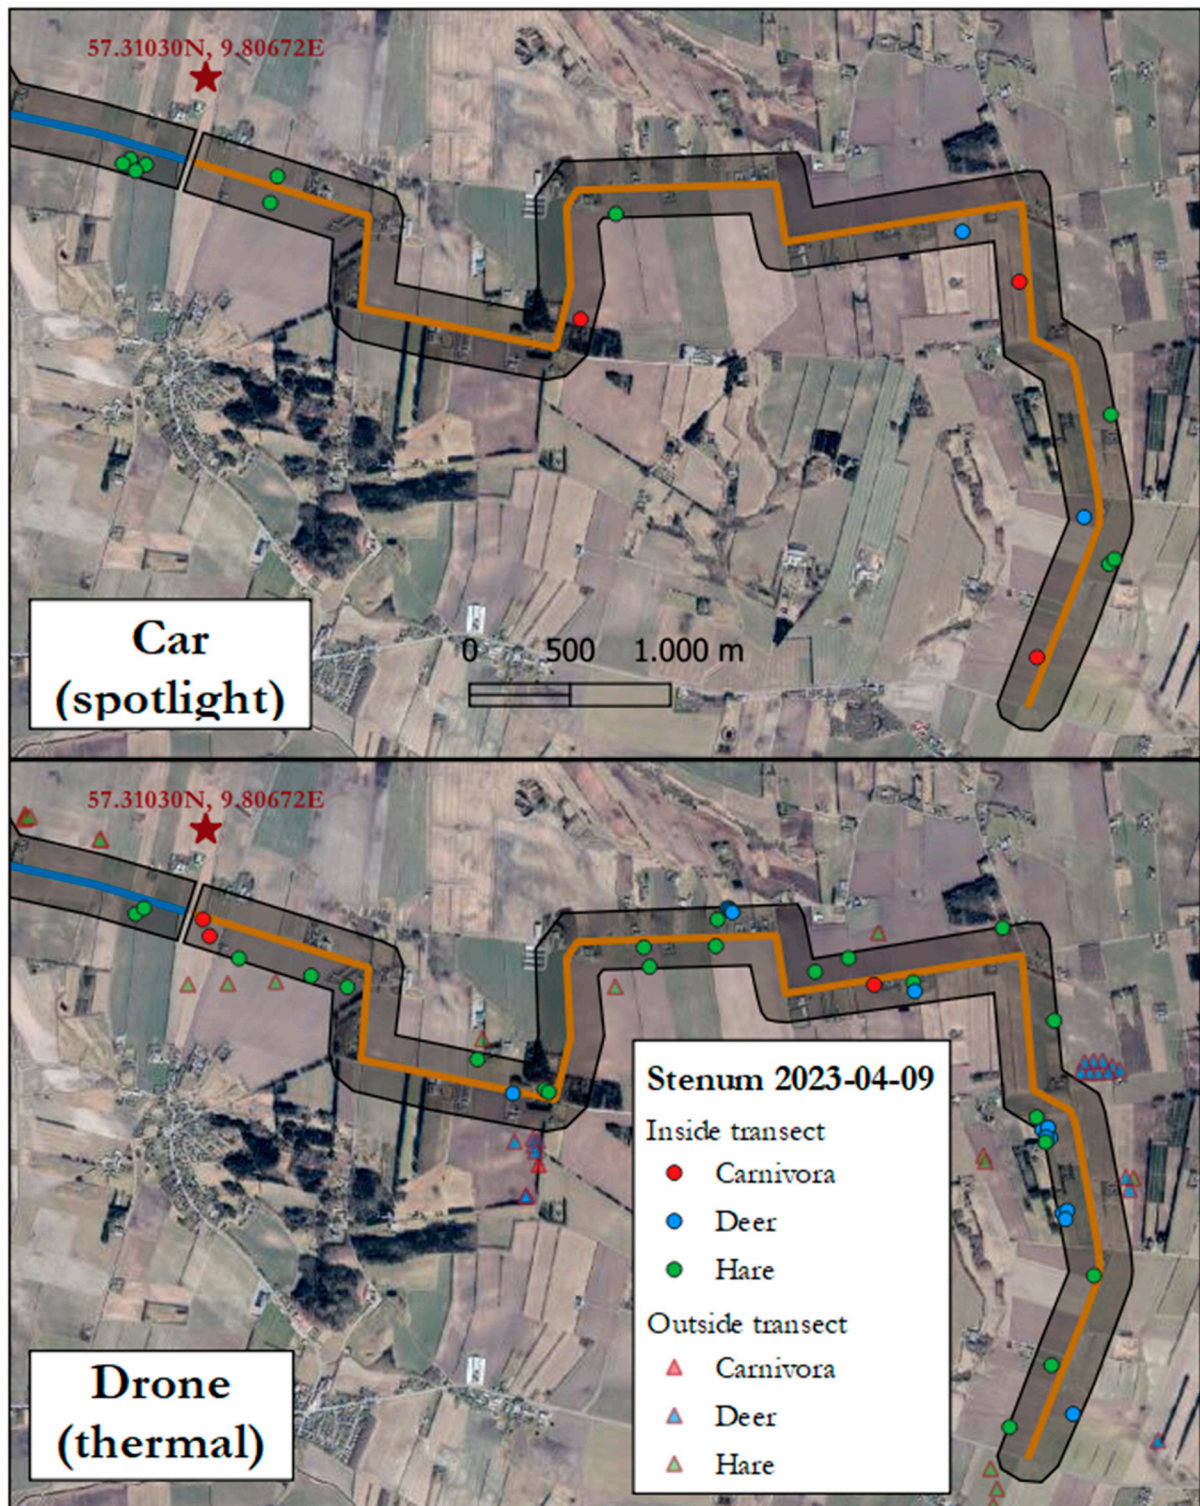 57.31030N, 9.80672E
Car
(spotlight)
0 500 1.000 m
57.31030N, 9.80672E
Stenum 2023-04-09
Inside transect
Carnivora
Deer
Hare
Outside transect
Carnivora
Deer
Hare
Drone
(thermal)